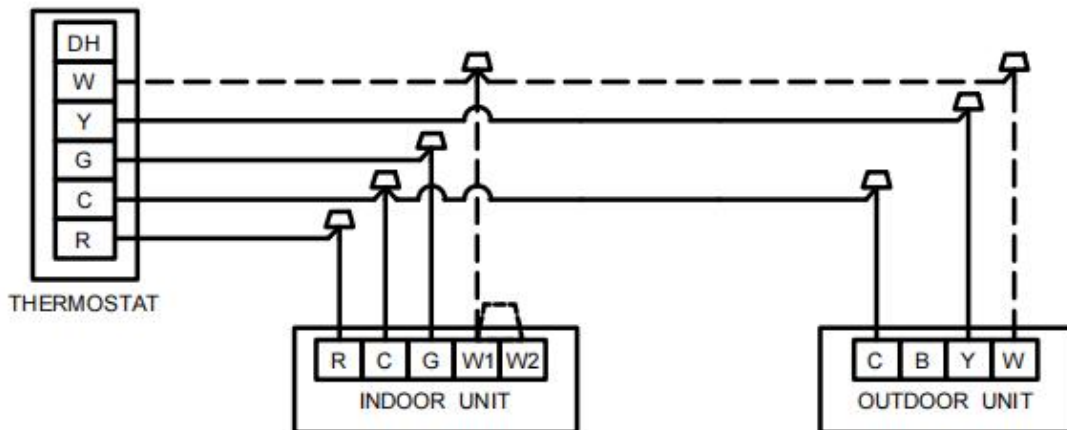 DH
W
Y
G
C
R
THERMOSTAT
R C G W1 W2
INDOOR UNIT
C B Y W
OUTDOOR UNIT